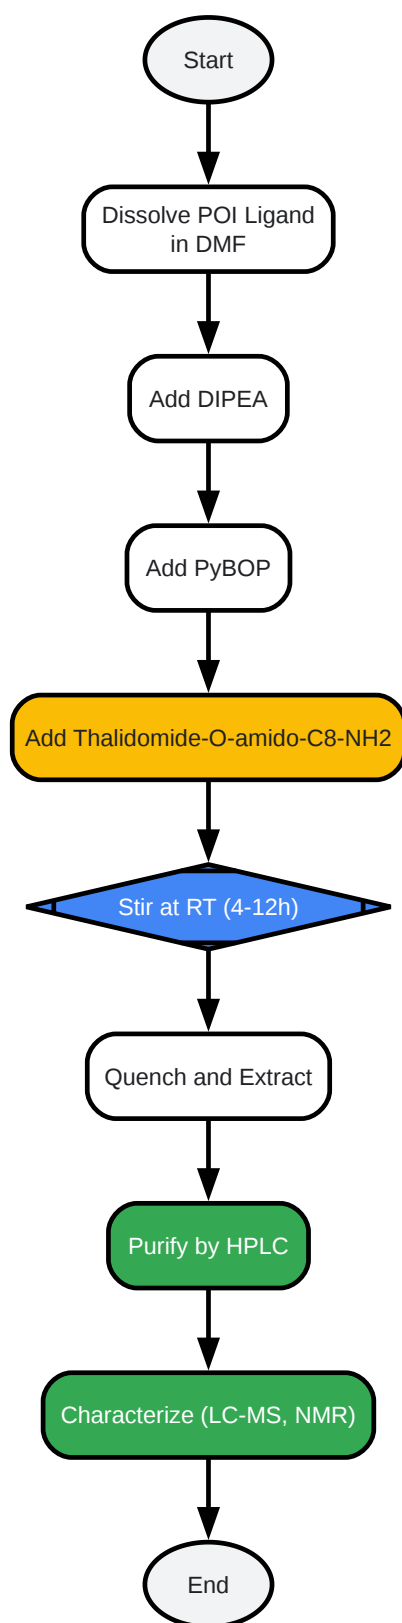 Start
Dissolve POI Ligand
in DMF
Add DIPEA
Add PyBOP
Add Thalidomide-O-amido-C8-NH2
Stir at RT (4-12h)
Quench and Extract
Purify by HPLC
Characterize (LC-MS, NMR)
End